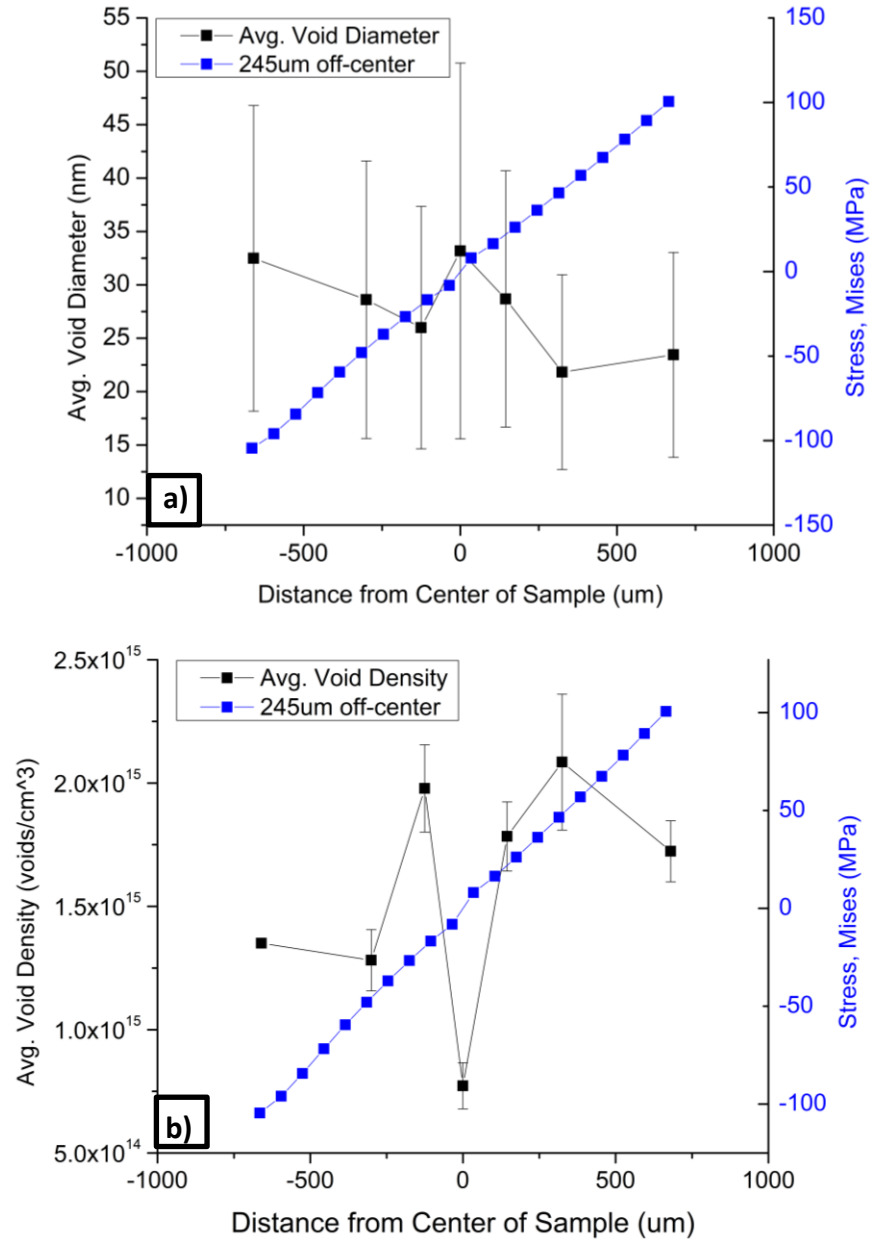 Avg. Void Diameter
245um off-center
55
50
45
40
35
30
25
20
15
10
Avg. Void Diameter (nm)
150
100
50
0
-50
-100
-150
Stress, Mises (MPa)
a)
-1000 -500 0 500 1000
Distance from Center of Sample (um)
Avg. Void Density
245um off-center
2.5x10^15
2.0x10^15
1.5x10^15
1.0x10^15
5.0x10^14
Avg. Void Density (voids/cm^3)
100
50
0
-50
-100
Stress, Mises (MPa)
b)
-1000 -500 0 500 1000
Distance from Center of Sample (um)